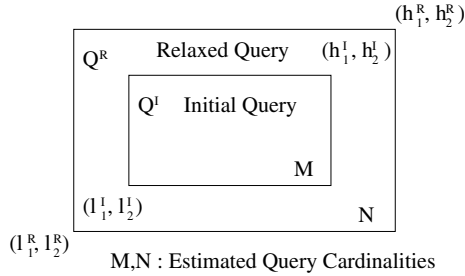 (h₁ᴿ, h₂ᴿ)
Relaxed Query
(h₁ᴵ, h₂ᴵ)
Qᴿ
Qᴵ Initial Query
M
(l₁ᴵ, l₂ᴵ)
N
(l₁ᴿ, l₂ᴿ)
M,N : Estimated Query Cardinalities